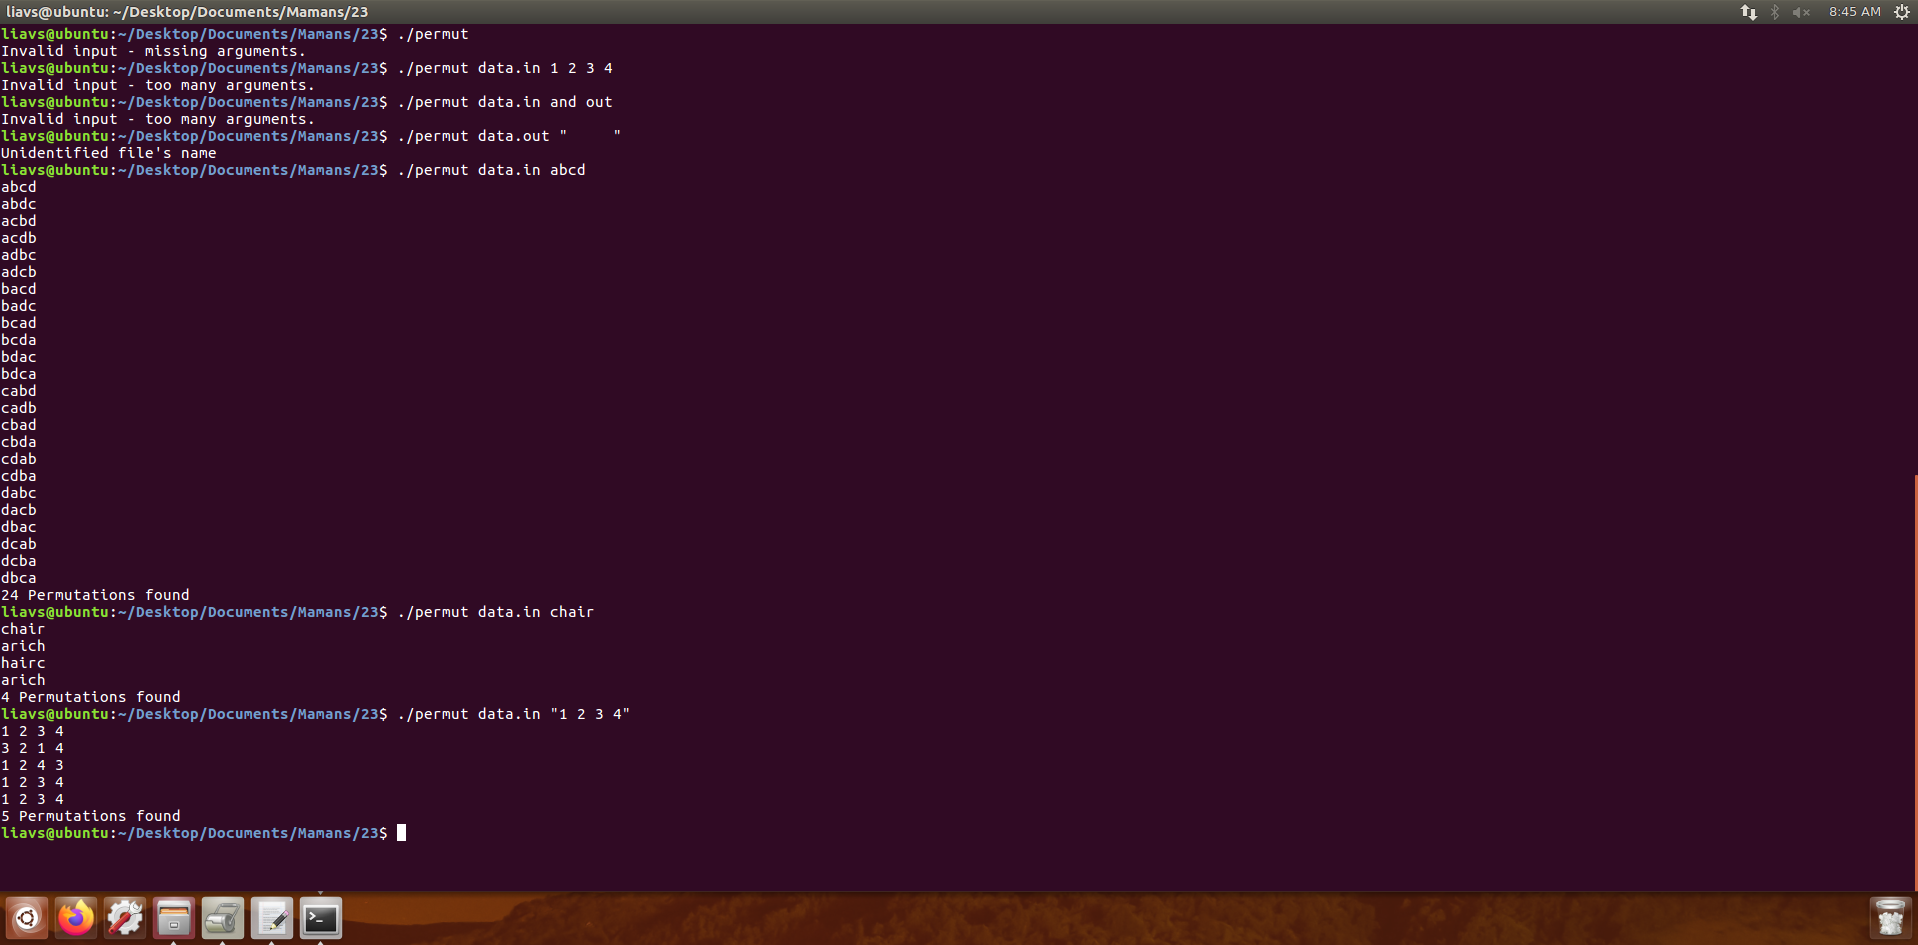 liavs@ubuntu: ~/Desktop/Documents/Mamans/23 8:45 AM
liavs@ubuntu:~/Desktop/Documents/Mamans/23$ ./permut
Invalid input - missing arguments.
liavs@ubuntu:~/Desktop/Documents/Mamans/23$ ./permut data.in 1 2 3 4
Invalid input - too many arguments.
liavs@ubuntu:~/Desktop/Documents/Mamans/23$ ./permut data.in and out
Invalid input - too many arguments.
liavs@ubuntu:~/Desktop/Documents/Mamans/23$ ./permut data.out "     "
Unidentified file's name
liavs@ubuntu:~/Desktop/Documents/Mamans/23$ ./permut data.in abcd
abcd
abdc
acbd
acdb
adbc
adcb
bacd
badc
bcad
bcda
bdac
bdca
cabd
cadb
cbad
cbda
cdab
cdba
dabc
dacb
dbac
dcab
dcba
dbca
24 Permutations found
liavs@ubuntu:~/Desktop/Documents/Mamans/23$ ./permut data.in chair
chair
arich
hairc
arich
4 Permutations found
liavs@ubuntu:~/Desktop/Documents/Mamans/23$ ./permut data.in "1 2 3 4"
1 2 3 4
3 2 1 4
1 2 4 3
1 2 3 4
1 2 3 4
5 Permutations found
liavs@ubuntu:~/Desktop/Documents/Mamans/23$